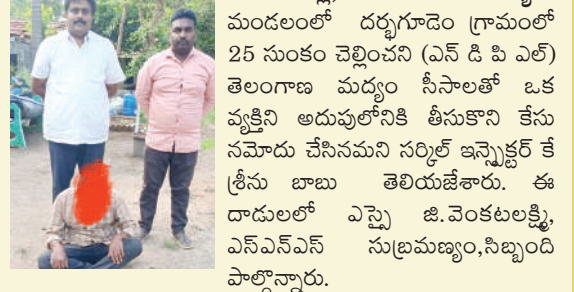 మండలంలో దర్భగూడెం గ్రామంలో
25 సుంకం చెల్లించని (ఎన్ డి పి ఎల్)
తెలంగాణ మద్యం సీసాలతో ఒక
వ్యక్తిని అదుపులోనికి తీసుకొని కేసు
నమోదు చేసినమని సర్కిల్ ఇన్స్పెక్టర్ కే
శ్రీను బాబు తెలియజేశారు. ఈ
దాడులలో ఎస్సై జి.వెంకటలక్ష్మి,
ఎస్ఎన్ఎస్ సుబ్రమణ్యం,సిబ్బంది
పాల్గొన్నారు.